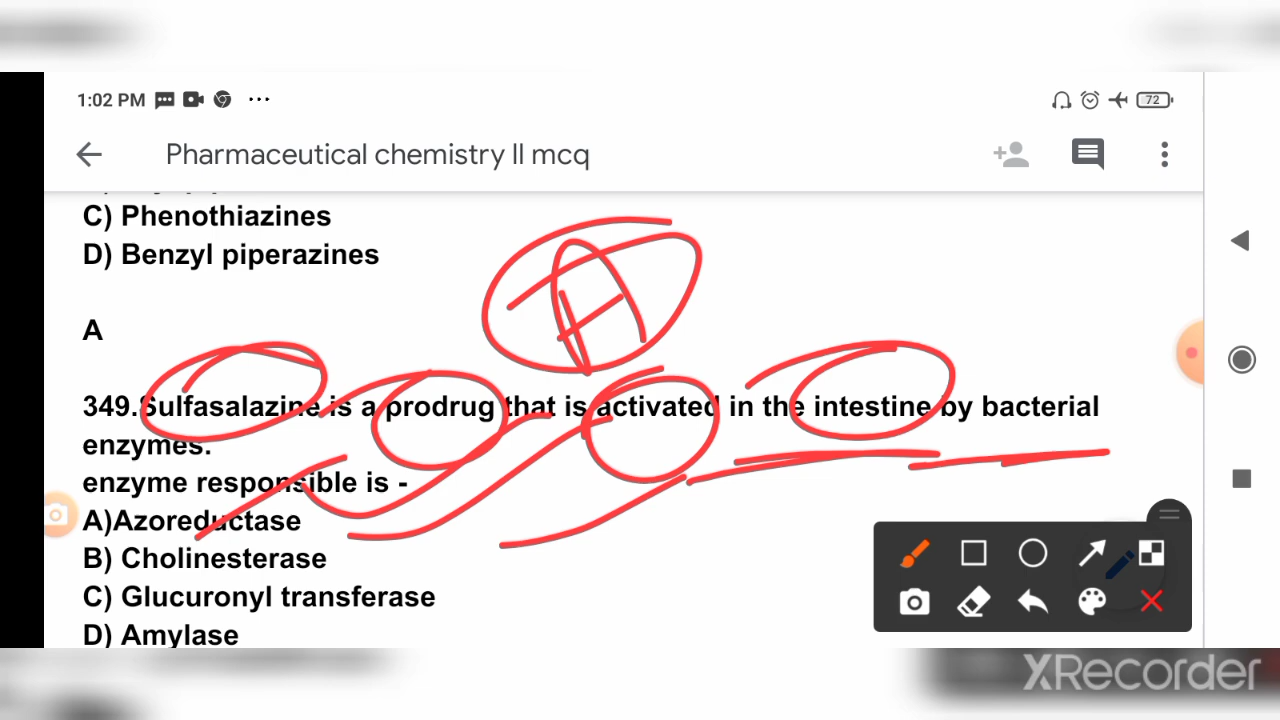 1:02 PM
72
Pharmaceutical chemistry II mcq
C) Phenothiazines
D) Benzyl piperazines
A
349.Sulfasalazine is a prodrug that is activated in the intestine by bacterial
enzymes.
enzyme responsible is -
A)Azoreductase
B) Cholinesterase
C) Glucuronyl transferase
D) Amylase
XRecorder